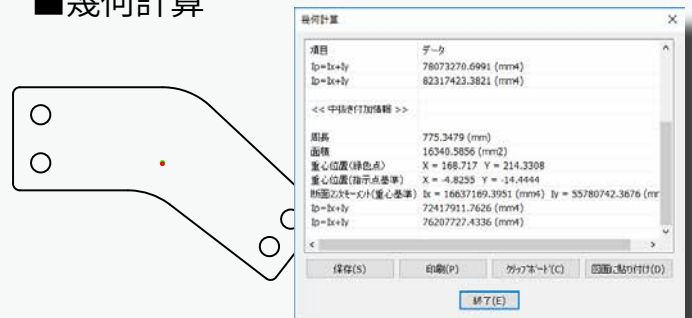 ■幾何計算
幾何計算
項目 データ
Ip=Ix+Iy 78073270.6991 (mm4)
Ip=Ix+Iy 82317423.3821 (mm4)
<< 中抜き付加情報 >>
周長 775.3479 (mm)
面積 16340.5856 (mm2)
重心位置(緑色点) X = 168.717 Y = 214.3308
重心位置(指示点基準) X = -4.8255 Y = -14.4444
断面2次モーメント(重心基準) Ix = 16637169.3951 (mm4) Iy = 55780742.3676 (mr
Ip=Ix+Iy 72417911.7626 (mm4)
Ip=Ix+Iy 76207727.4336 (mm4)
保存(S) 印刷(P) クリップボード(C) 図面に貼り付け(D)
終了(E)